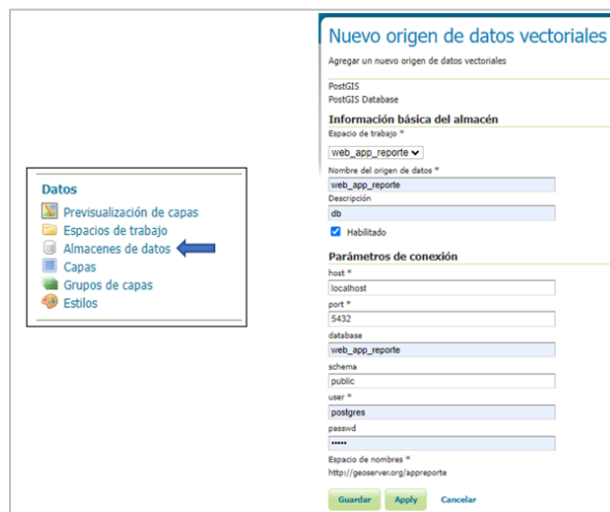 Datos
Previsualización de capas
Espacios de trabajo
Almacenes de datos
Capas
Grupos de capas
Estilos
Nuevo origen de datos vectoriales
Agregar un nuevo origen de datos vectoriales
PostGIS
PostGIS Database
Información básica del almacén
Espacio de trabajo *
web_app_reporte
Nombre del origen de datos *
web_app_reporte
Descripción
db
Habilitado
Parámetros de conexión
host *
localhost
port *
5432
database
web_app_reporte
schema
public
user *
postgres
passwd
•••••
Espacio de nombres *
http://geoserver.org/appreporte
Guardar Apply Cancelar